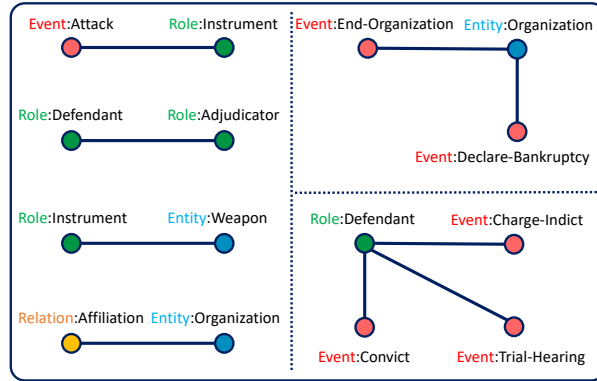 Event:Attack Role:Instrument
Role:Defendant Role:Adjudicator
Role:Instrument Entity:Weapon
Relation:Affiliation Entity:Organization
Event:End-Organization Entity:Organization
Event:Declare-Bankruptcy
Role:Defendant Event:Charge-Indict
Event:Convict Event:Trial-Hearing